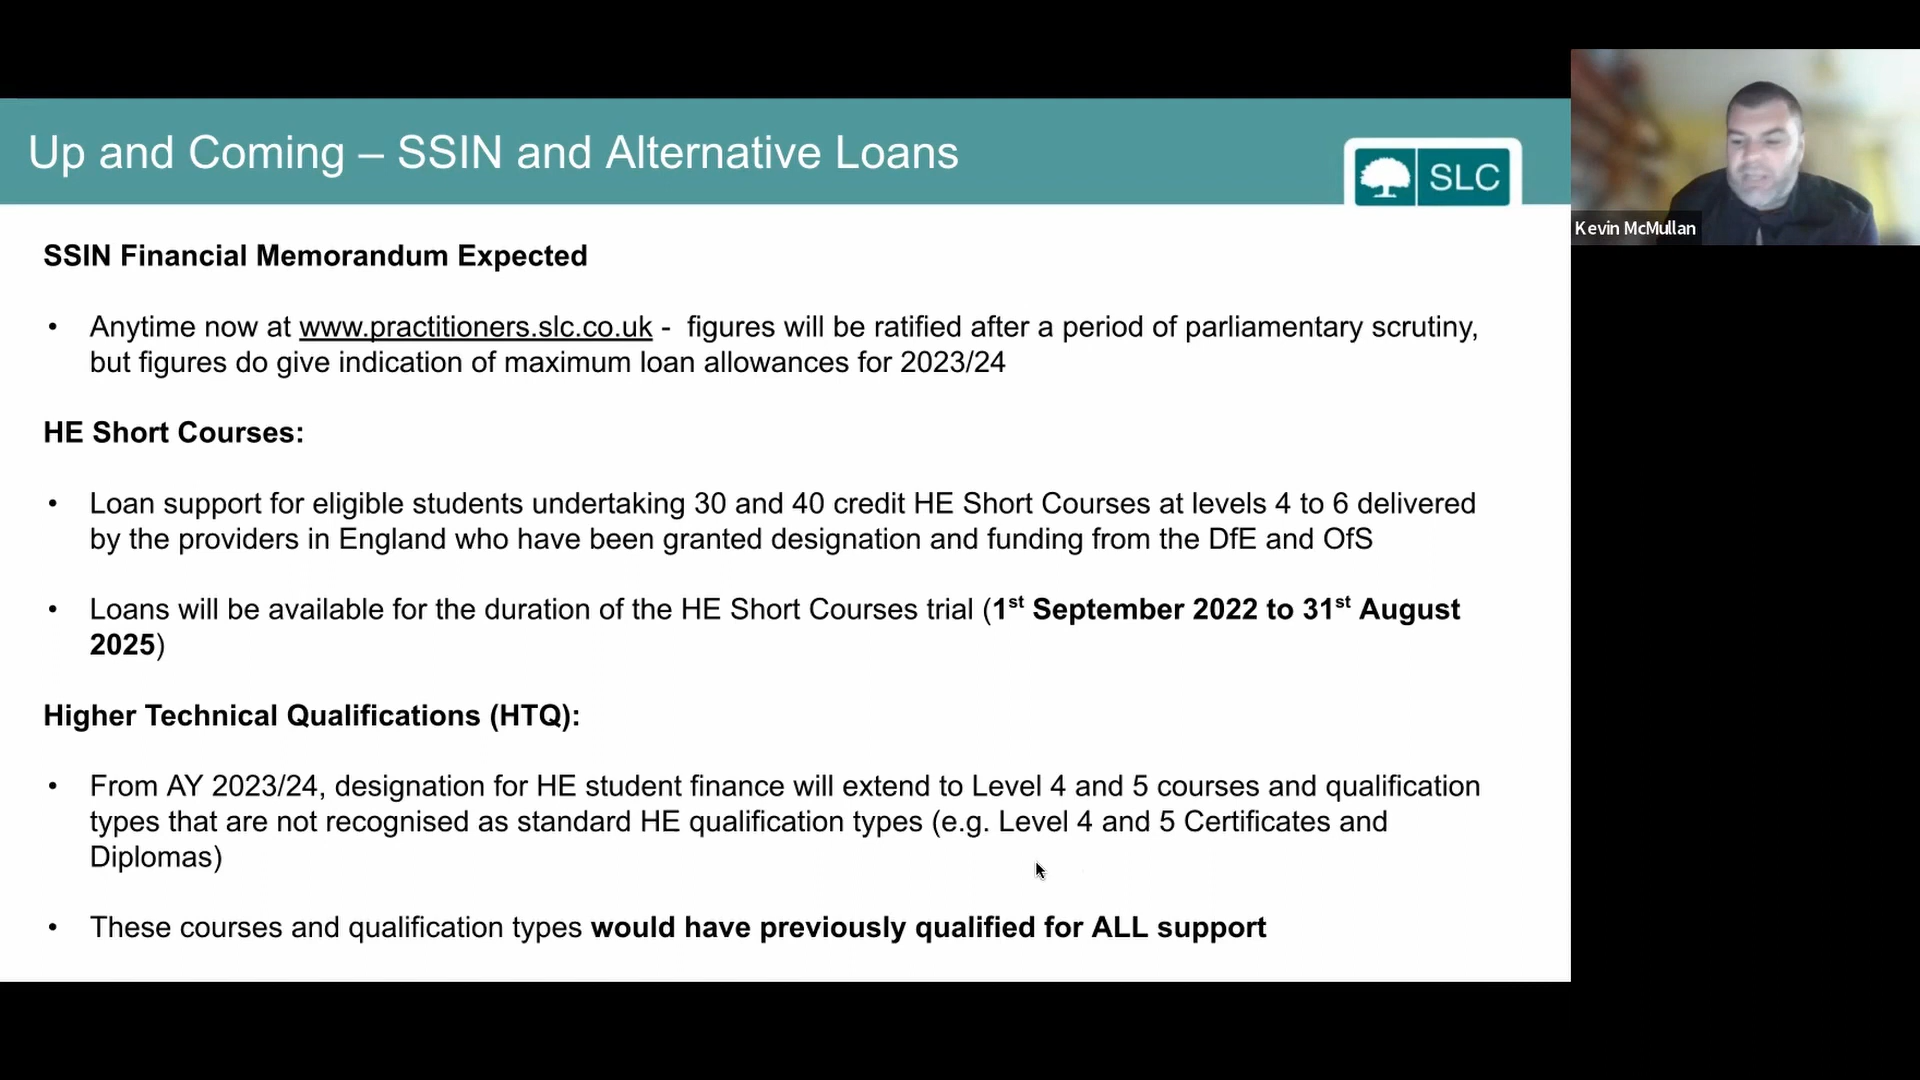 Up and Coming – SSIN and Alternative Loans
SLC
Kevin McMullan
SSIN Financial Memorandum Expected
• Anytime now at www.practitioners.slc.co.uk - figures will be ratified after a period of parliamentary scrutiny,
but figures do give indication of maximum loan allowances for 2023/24
HE Short Courses:
• Loan support for eligible students undertaking 30 and 40 credit HE Short Courses at levels 4 to 6 delivered
by the providers in England who have been granted designation and funding from the DfE and OfS
• Loans will be available for the duration of the HE Short Courses trial (1st September 2022 to 31st August
2025)
Higher Technical Qualifications (HTQ):
• From AY 2023/24, designation for HE student finance will extend to Level 4 and 5 courses and qualification
types that are not recognised as standard HE qualification types (e.g. Level 4 and 5 Certificates and
Diplomas)
• These courses and qualification types would have previously qualified for ALL support